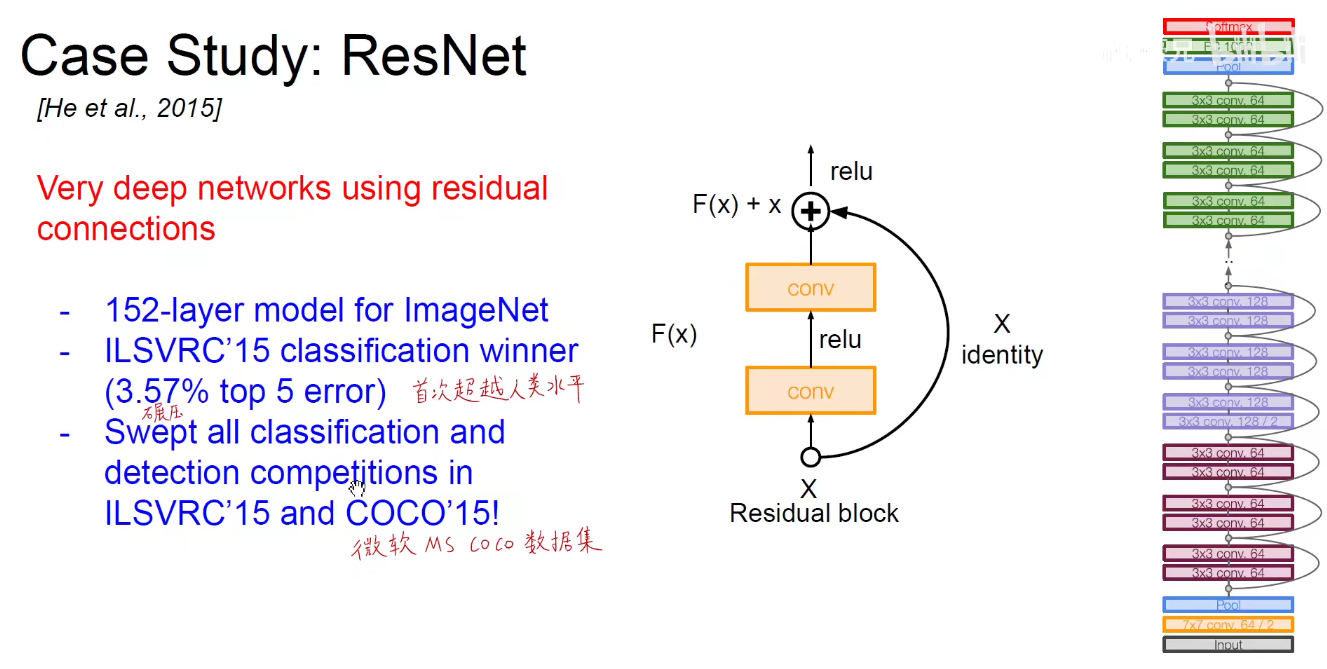 Case Study: ResNet
[He et al., 2015]
Very deep networks using residual
connections
- 152-layer model for ImageNet
- ILSVRC’15 classification winner
(3.57% top 5 error) 首次超越人类水平
碾压
- Swept all classification and
detection competitions in
ILSVRC’15 and COCO’15!
微软 MS COCO 数据集
relu
F(x) + x
conv
F(x)
relu
X
identity
conv
X
Residual block
Softmax
FC 1000
Pool
3x3 conv, 64
3x3 conv, 64
3x3 conv, 64
3x3 conv, 64
3x3 conv, 64
3x3 conv, 64
..
3x3 conv, 128
3x3 conv, 128
3x3 conv, 128
3x3 conv, 128
3x3 conv, 128
3x3 conv, 128 / 2
3x3 conv, 64
3x3 conv, 64
3x3 conv, 64
3x3 conv, 64
3x3 conv, 64
3x3 conv, 64
Pool
7x7 conv, 64 / 2
Input